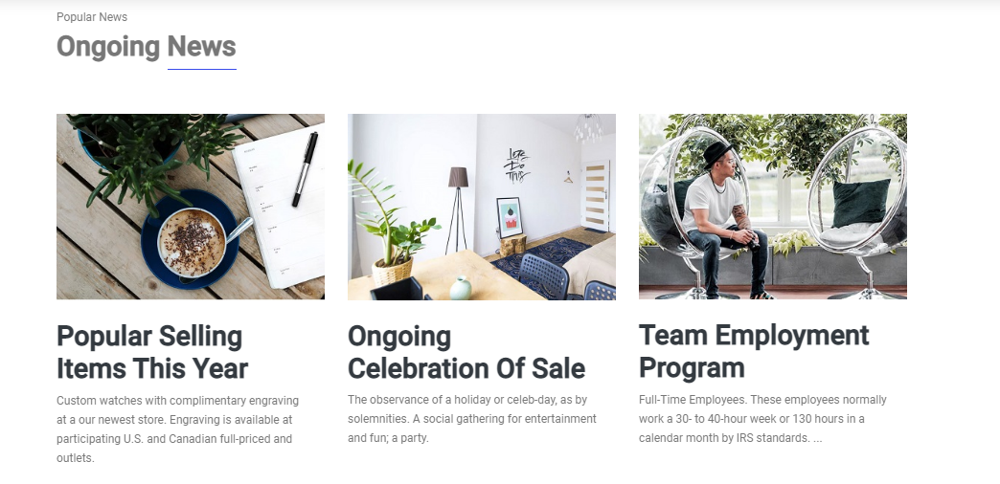 Popular News
Ongoing News
LETS
DO
THIS
Popular Selling
Items This Year
Custom watches with complimentary engraving
at a our newest store. Engraving is available at
participating U.S. and Canadian full-priced and
outlets.
Ongoing
Celebration Of Sale
The observance of a holiday or celeb-day, as by
solemnities. A social gathering for entertainment
and fun; a party.
Team Employment
Program
Full-Time Employees. These employees normally
work a 30- to 40-hour week or 130 hours in a
calendar month by IRS standards. ...